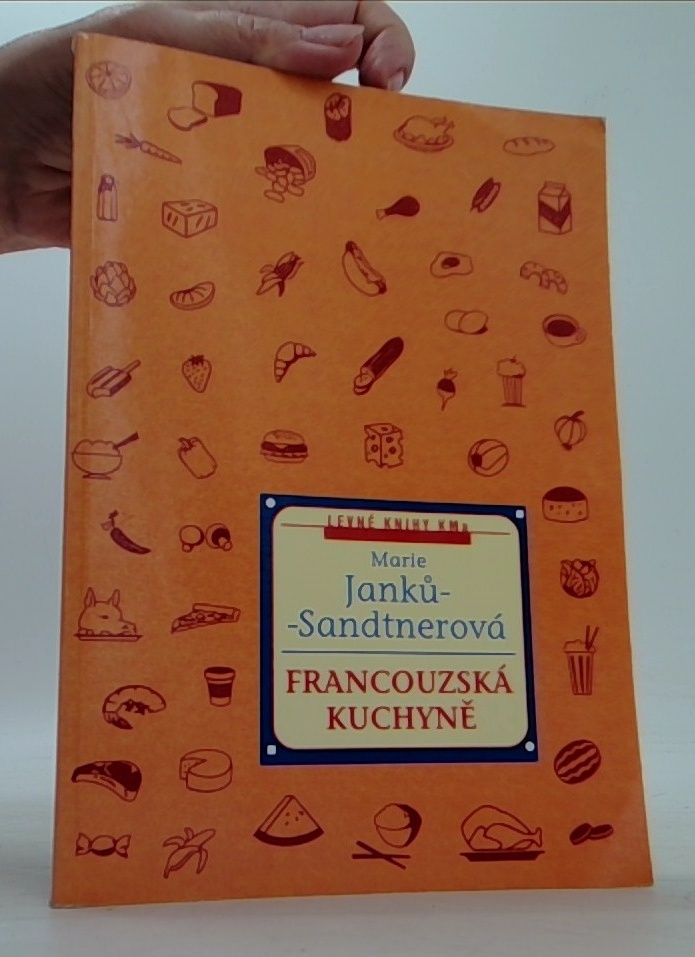 LEVNÉ KNIHY KMa
Marie
Janků-
-Sandtnerová
FRANCOUZSKÁ
KUCHYNĚ